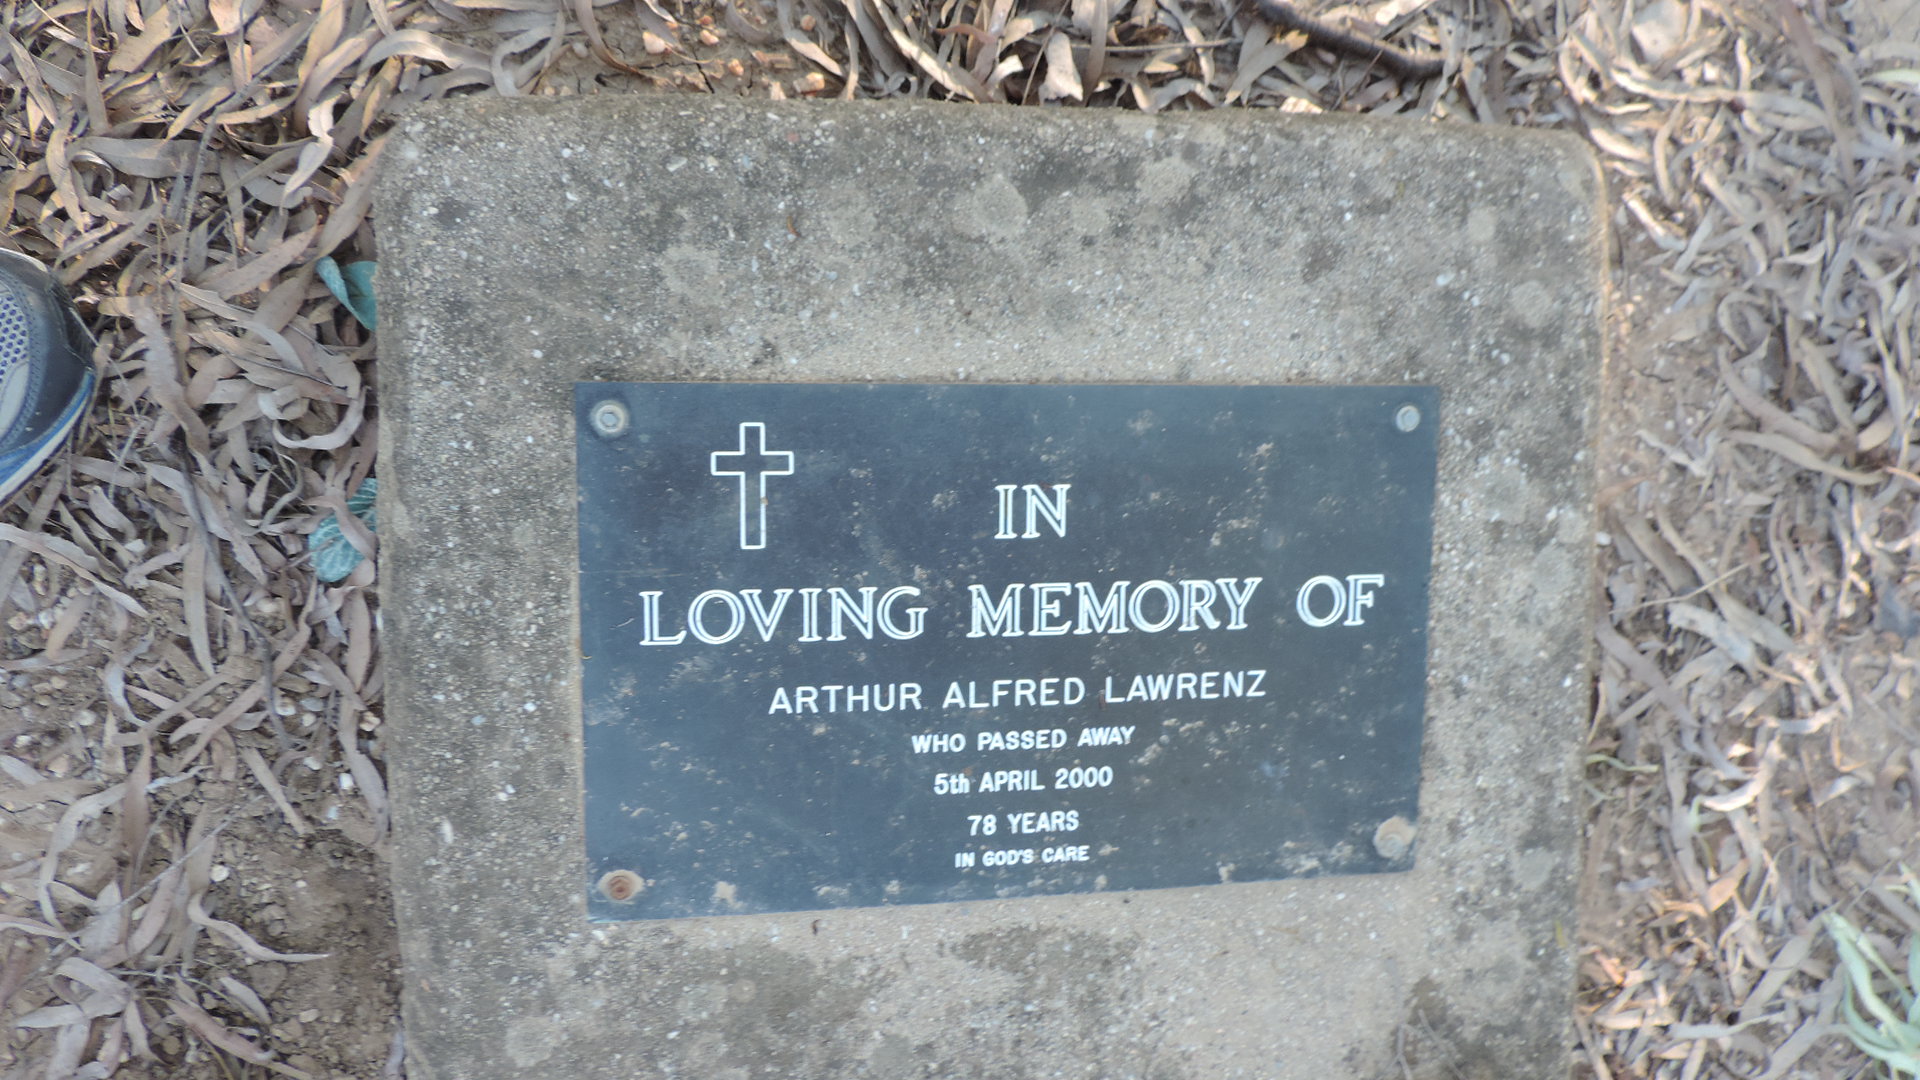 IN
LOVING MEMORY OF
ARTHUR ALFRED LAWRENZ
WHO PASSED AWAY
5th APRIL 2000
78 YEARS
IN GOD'S CARE